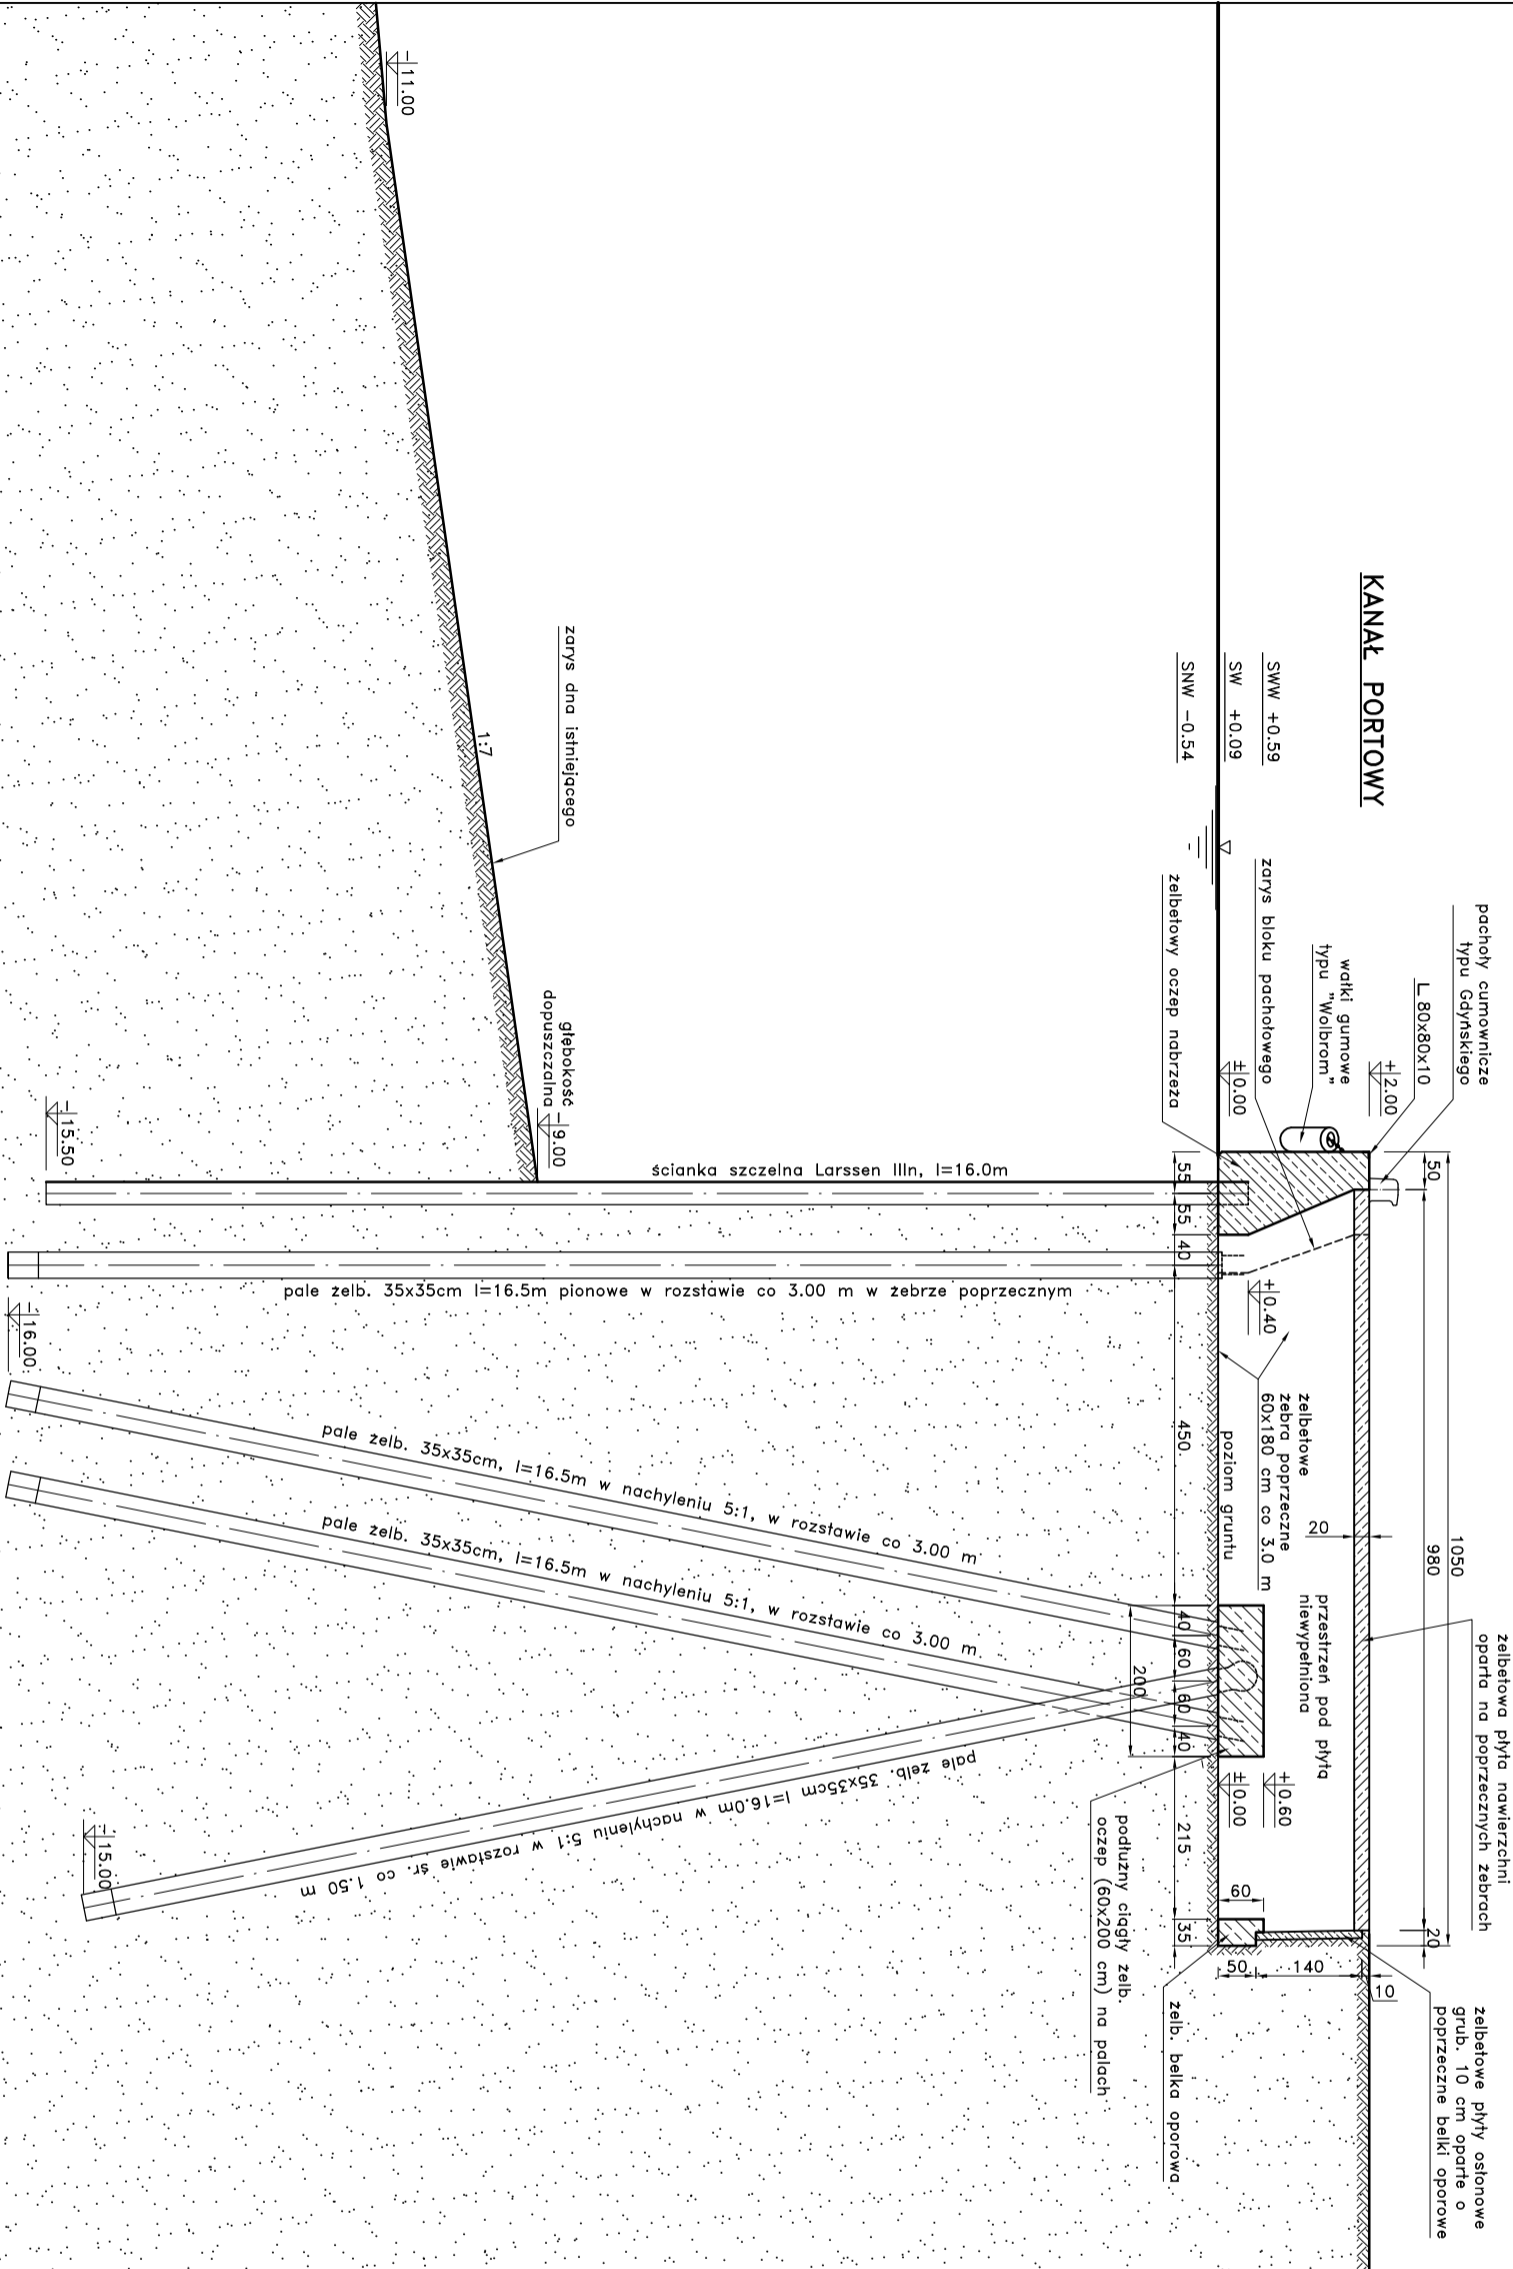 KANAŁ PORTOWY
SWW +0.59
SW +0.09
SNW -0.54
pachoły cumownicze
typu Gdyńskiego
L 80x80x10
wałki gumowe
typu "Wolbrom"
zarys bloku pachołowego
żelbetowy oczep nabrzeża
+2.00
±0.00
50
1050
980
20
żelbetowa płyta nawierzchni
oparta na poprzecznych żebrach
żelbetowe płyty osłonowe
grub. 10 cm oparte o
poprzeczne belki oporowe
20
10
140
50
60
+0.40
żelbetowe
żebra poprzeczne
60x180 cm co 3.0 m
poziom gruntu
przestrzeń pod płytą
niewypełniona
+0.60
±0.00
55
55
40
450
40
60
60
40
215
35
200
podłużny ciągły żelb.
oczep (60x200 cm) na palach
żelb. belka oporowa
ścianka szczelna Larssen IIIn, l=16.0m
pale żelb. 35x35cm l=16.5m pionowe w rozstawie co 3.00 m w żebrze poprzecznym
pale żelb. 35x35cm, l=16.5m w nachyleniu 5:1, w rozstawie co 3.00 m
pale żelb. 35x35cm, l=16.5m w nachyleniu 5:1, w rozstawie co 3.00 m
pale żelb. 35x35cm l=16.0m w nachyleniu 5:1 w rozstawie śr. co 1.50 m
zarys dna istniejącego
1:7
głębokość
dopuszczalna
-9.00
-11.00
-15.50
-16.00
-15.00